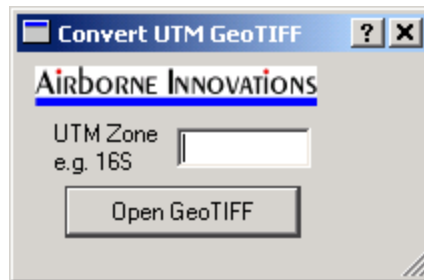 Convert UTM GeoTIFF
AIRBORNE INNOVATIONS
UTM Zone
e.g. 16S
Open GeoTIFF